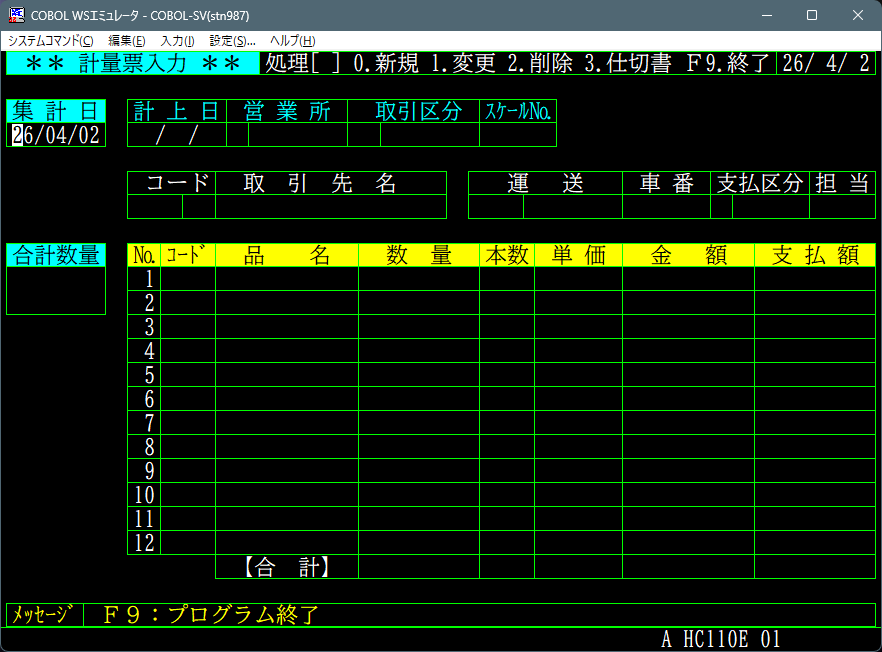 COBOL WSエミュレータ - COBOL-SV(stn987)
システムコマンド(C) 編集(E) 入力(I) 設定(S)... ヘルプ(H)
＊＊ 計量票入力 ＊＊ 処理[ ] 0.新規 1.変更 2.削除 3.仕切書 Ｆ9.終了 26/ 4/ 2
集 計 日 計 上 日 営 業 所 取引区分 ｽｹｰﾙNo.
26/04/02 / /
コード 取 引 先 名 運 送 車 番 支払区分 担 当
合計数量 No. ｺｰﾄﾞ 品 名 数 量 本数 単 価 金 額 支 払 額
1
2
3
4
5
6
7
8
9
10
11
12
【合 計】
ﾒｯｾｰｼﾞ Ｆ９：プログラム終了
A HC110E 01